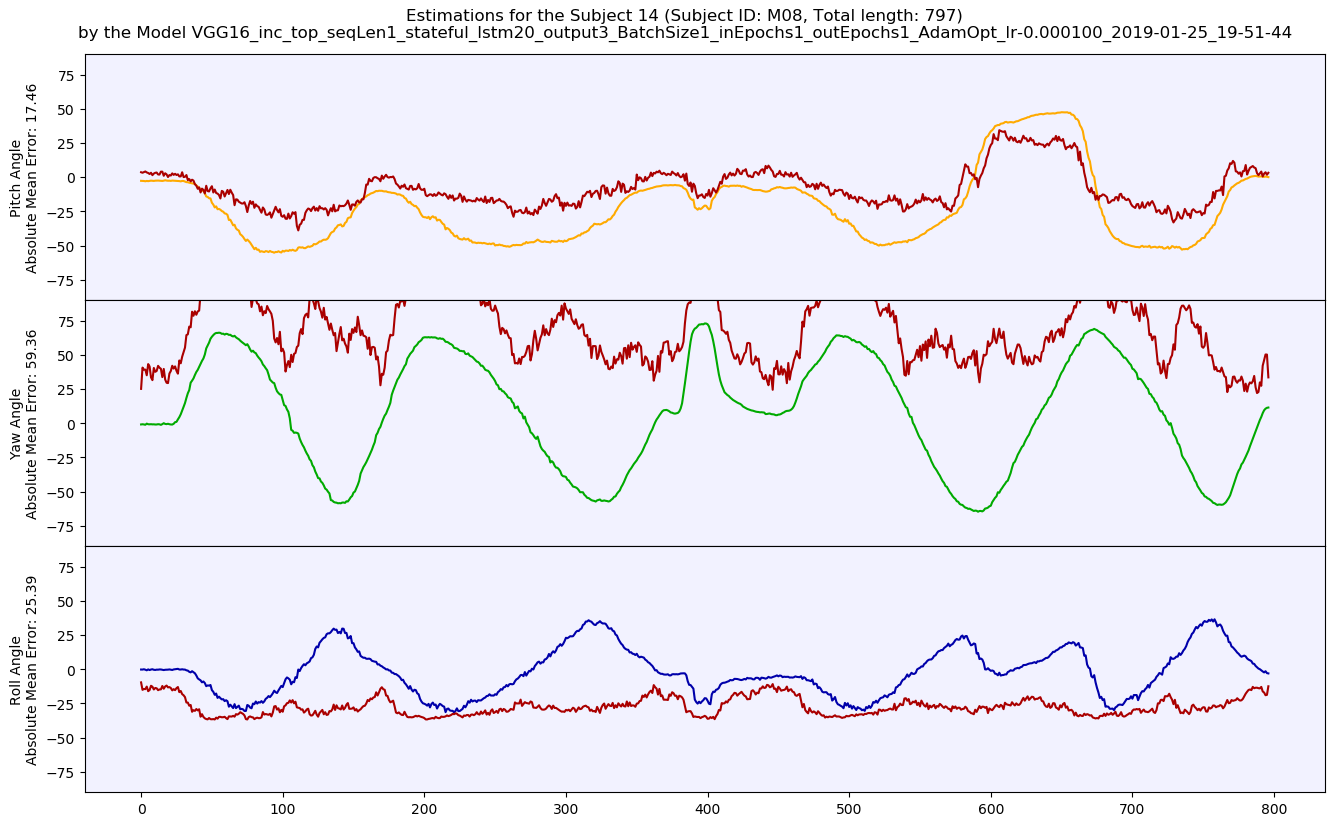 Estimations for the Subject 14 (Subject ID: M08, Total length: 797)
by the Model VGG16_inc_top_seqLen1_stateful_lstm20_output3_BatchSize1_inEpochs1_outEpochs1_AdamOpt_lr-0.000100_2019-01-25_19-51-44
Pitch Angle
Absolute Mean Error: 17.46
75
50
25
0
−25
−50
−75
Yaw Angle
Absolute Mean Error: 59.36
75
50
25
0
−25
−50
−75
Roll Angle
Absolute Mean Error: 25.39
75
50
25
0
−25
−50
−75
0 100 200 300 400 500 600 700 800